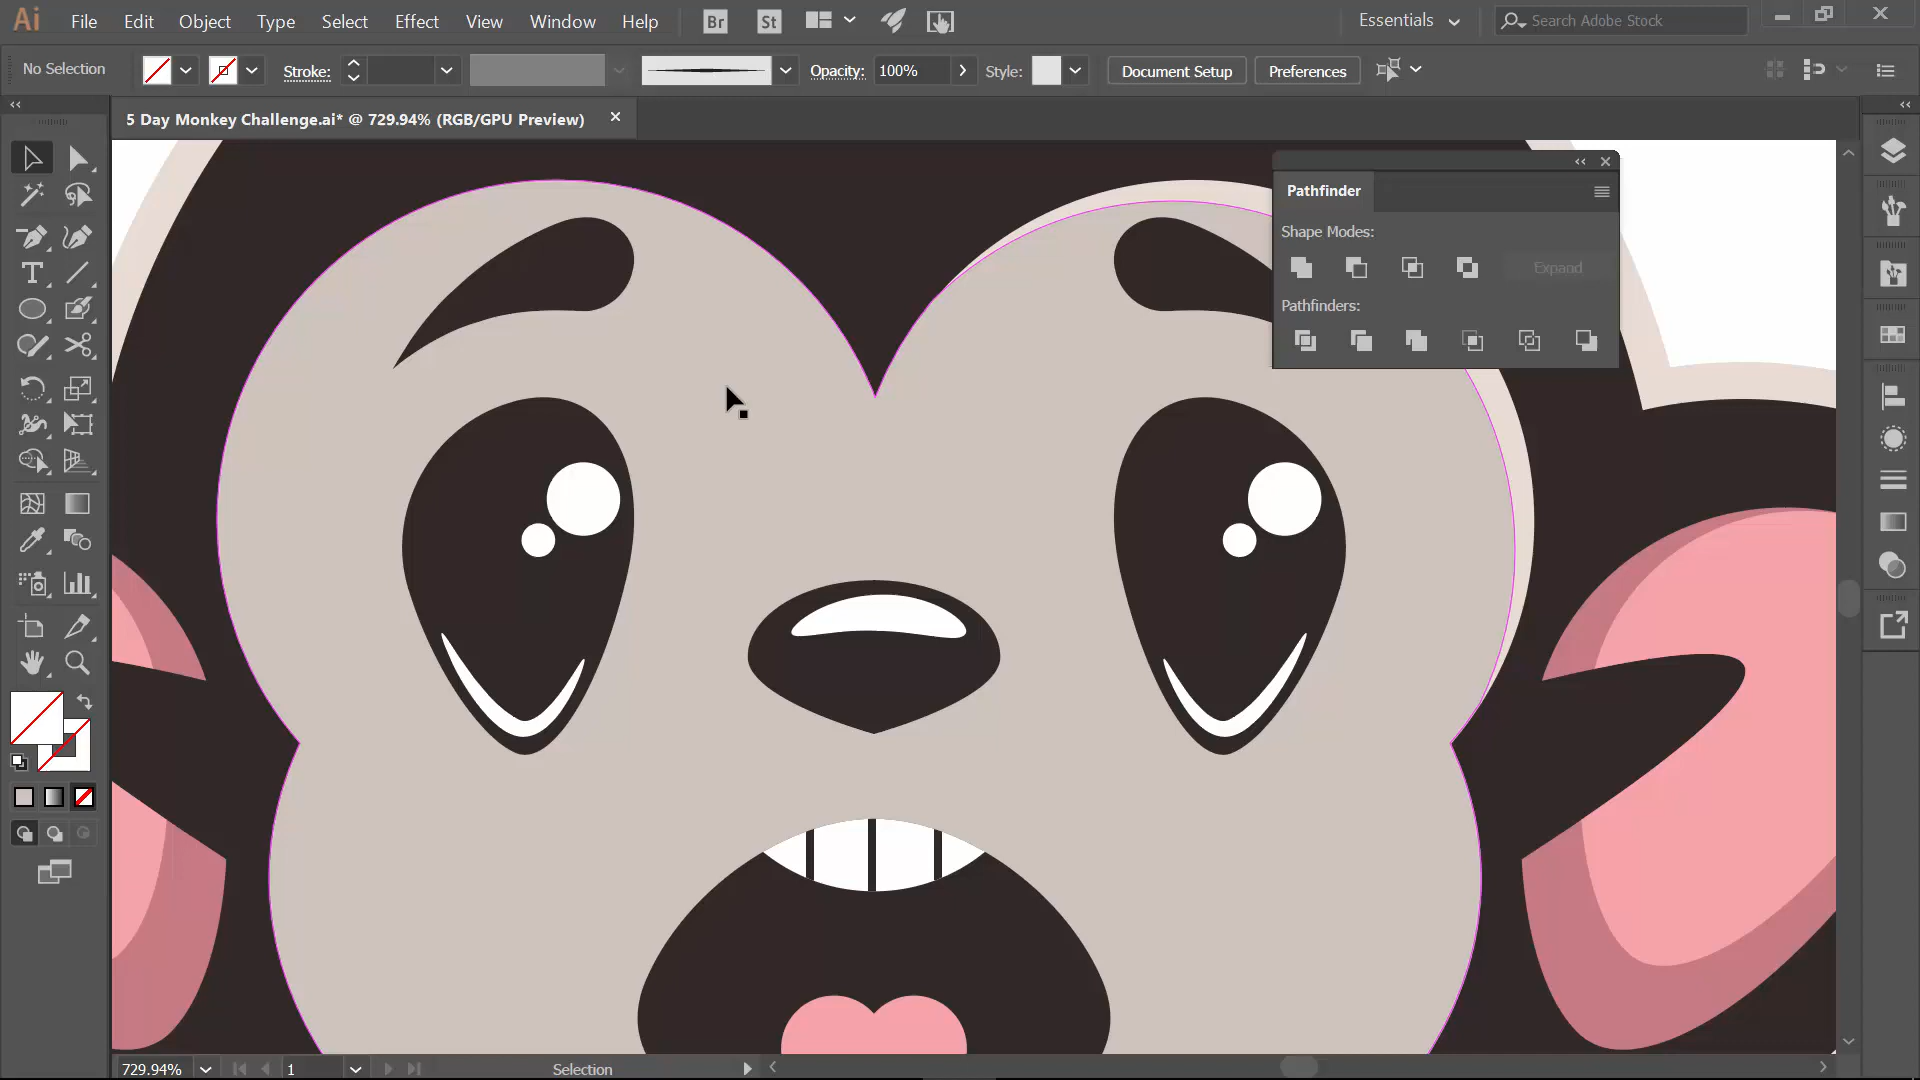 Ai File Edit Object Type Select Effect View Window Help Br St Essentials Search Adobe Stock
No Selection Stroke: Opacity: 100% Style: Document Setup Preferences
5 Day Monkey Challenge.ai* @ 729.94% (RGB/GPU Preview)
Pathfinder
Shape Modes:
Expand
Pathfinders:
729.94% 1 Selection